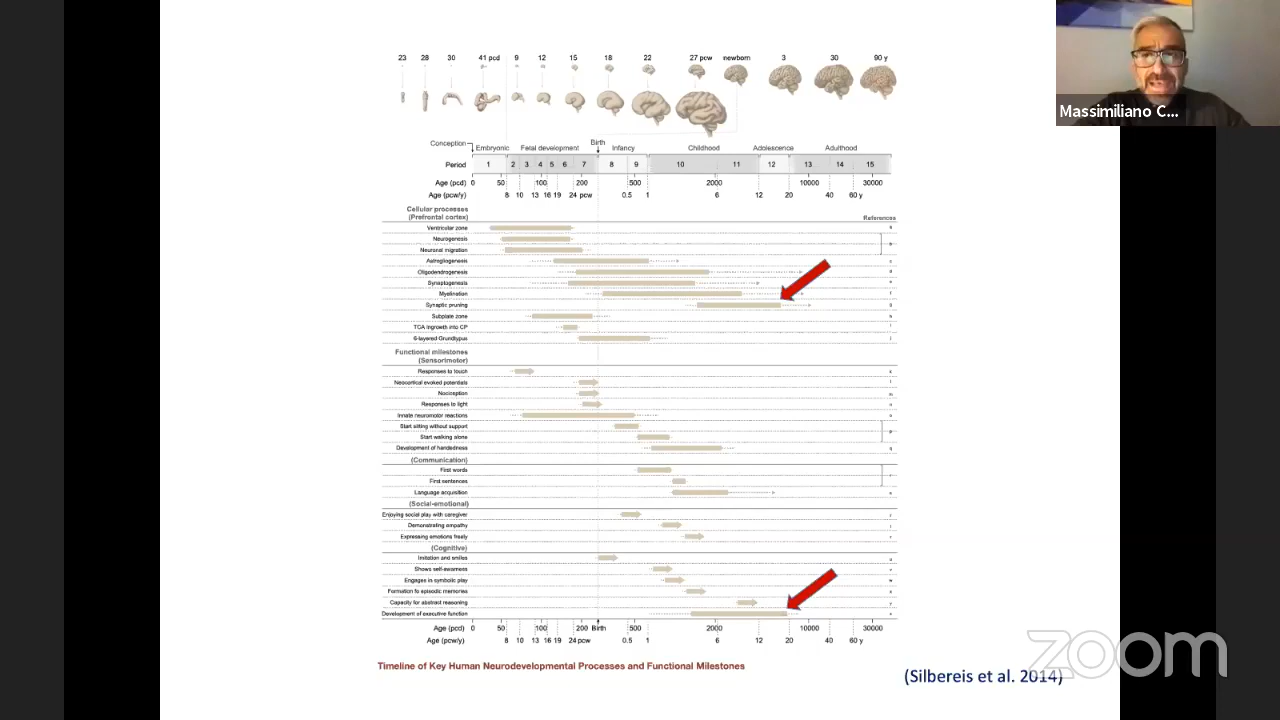 23 28 30 41 pcd 9 12 15 18 22 27 pcw newborn 3 30 90 y
Massimiliano C...
Conception
Birth
Embryonic Fetal development Infancy Childhood Adolescence Adulthood
Period 1 2 3 4 5 6 7 8 9 10 11 12 13 14 15
Age (pcd) 0 50 100 200 500 2000 10000 30000
Age (pcw/y) 8 10 13 16 19 24 pcw 0.5 1 6 12 20 40 60 y
Cellular processes
(Prefrontal cortex)
References
Ventricular zone
Neurogenesis
Neuronal migration
Astrogliogenesis
Oligodendrogenesis
Synaptogenesis
Myelination
Synaptic pruning
Subplate zone
TCA ingrowth into CP
6-layered Grundtypus
Functional milestones
(Sensorimotor)
Responses to touch
Neocortical evoked potentials
Nociception
Responses to light
Innate neuromotor reactions
Start sitting without support
Start walking alone
Development of handedness
(Communication)
First words
First sentences
Language acquisition
(Social-emotional)
Enjoying social play with caregiver
Demonstrating empathy
Expressing emotions freely
(Cognitive)
Imitation and smiles
Shows self-awarness
Engages in symbolic play
Formation fo episodic memories
Capacity for abstract reasoning
Development of executive function
Age (pcd) 0 50 100 200 Birth 500 2000 10000 30000
Age (pcw/y) 8 10 13 16 19 24 pcw 0.5 1 6 12 20 40 60 y
Timeline of Key Human Neurodevelopmental Processes and Functional Milestones
(Silbereis et al. 2014)
zoom